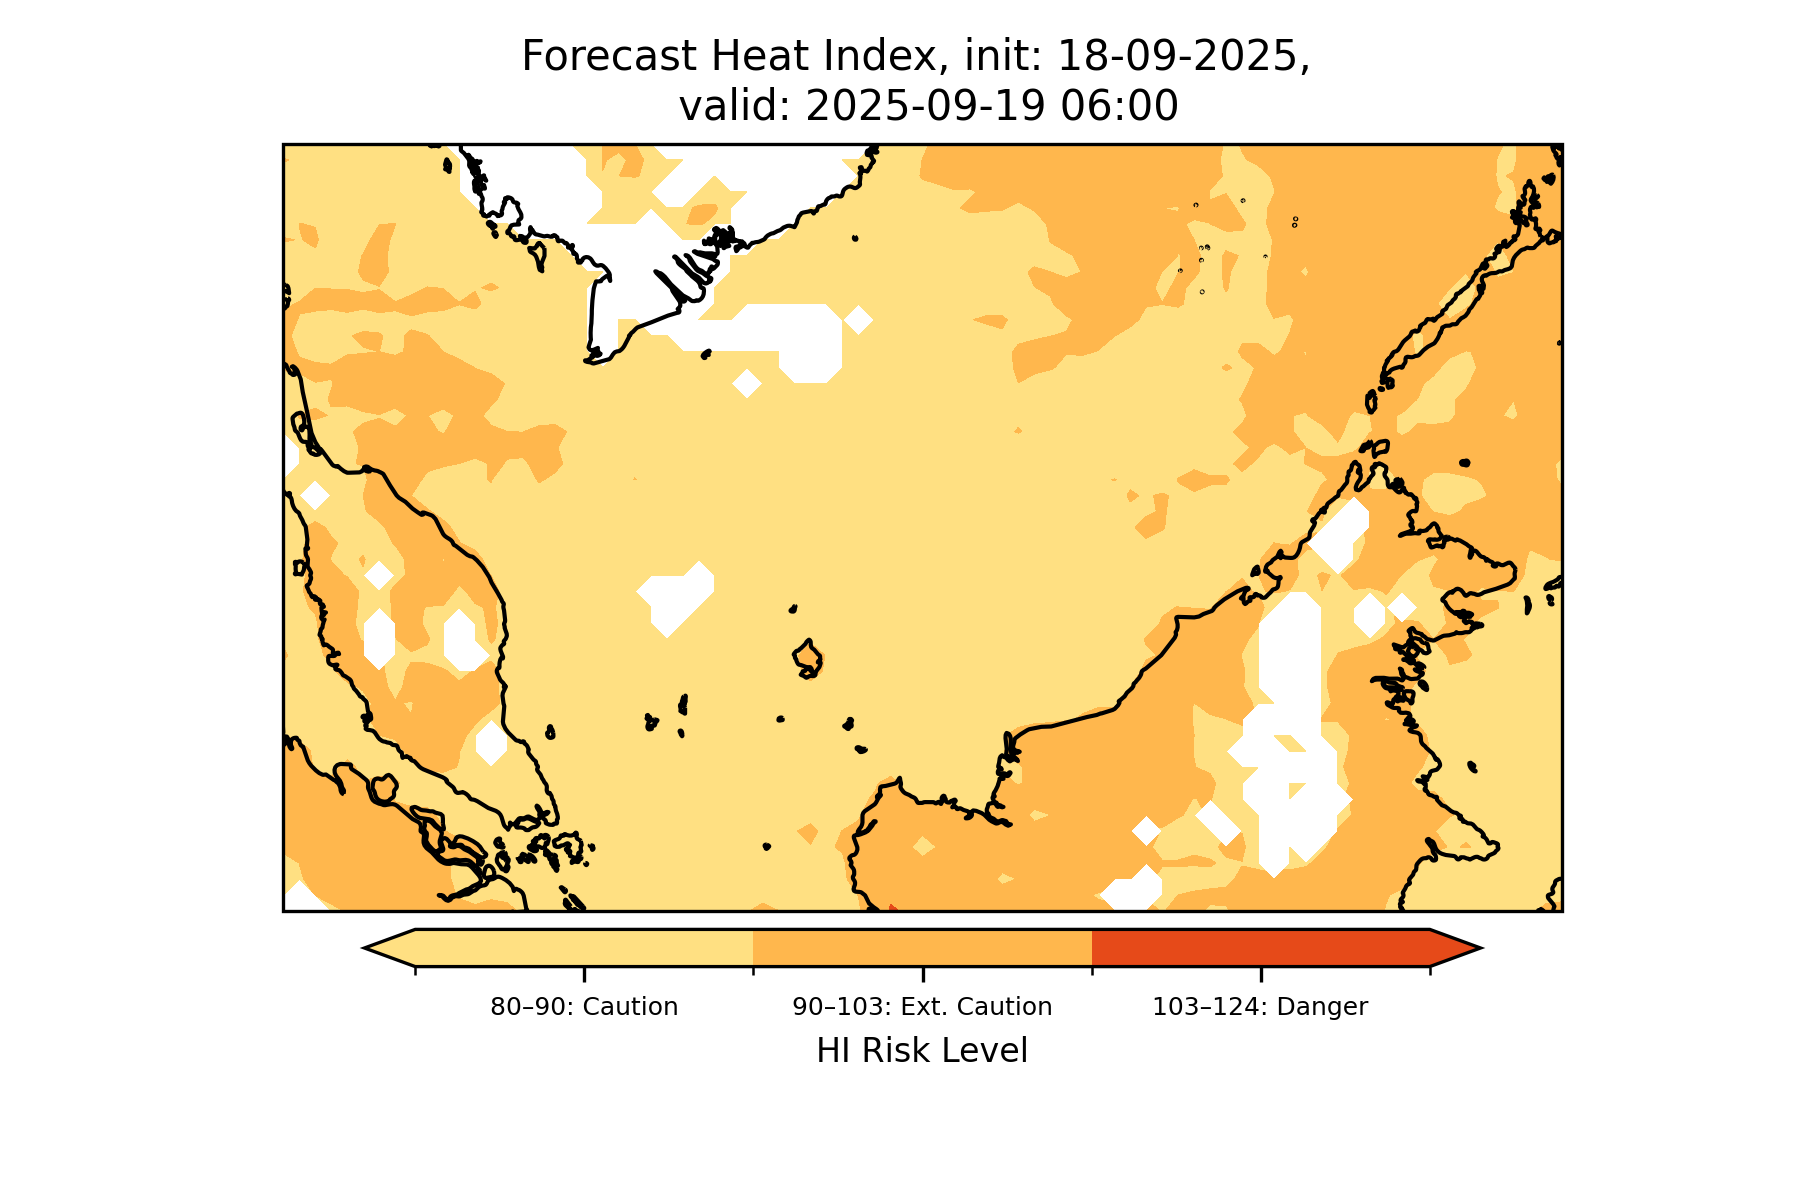 Forecast Heat Index, init: 18-09-2025,
valid: 2025-09-19 06:00
80–90: Caution
90–103: Ext. Caution
103–124: Danger
HI Risk Level